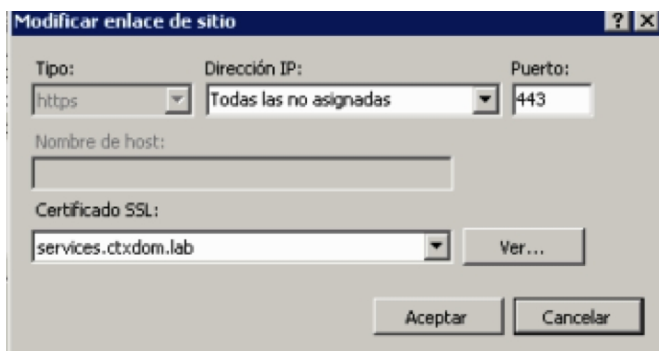 Modificar enlace de sitio
Tipo: Dirección IP: Puerto:
https Todas las no asignadas 443
Nombre de host:
Certificado SSL:
services.ctxdom.lab Ver...
Aceptar Cancelar